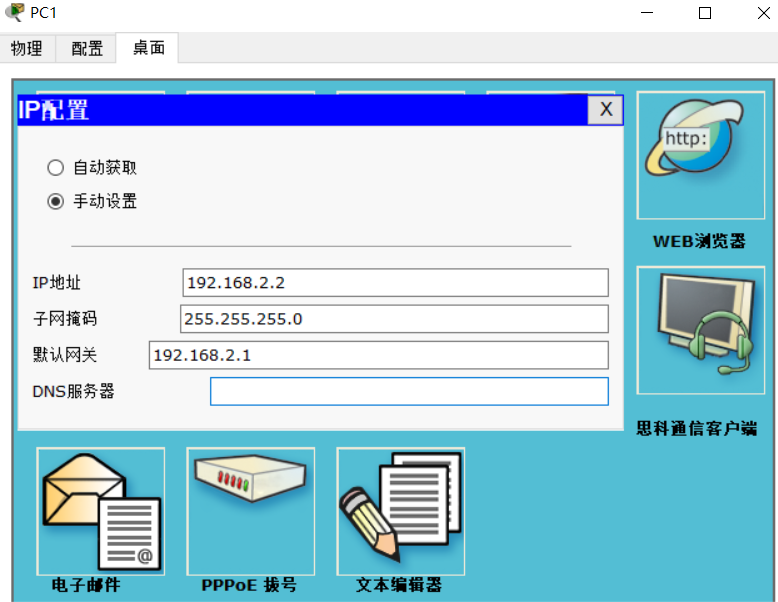 PC1
物理 配置 桌面
IP配置 X
自动获取
手动设置
IP地址 192.168.2.2
子网掩码 255.255.255.0
默认网关 192.168.2.1
DNS服务器
http:
WEB浏览器
思科通信客户端
@
电子邮件 PPPoE 拨号 文本编辑器